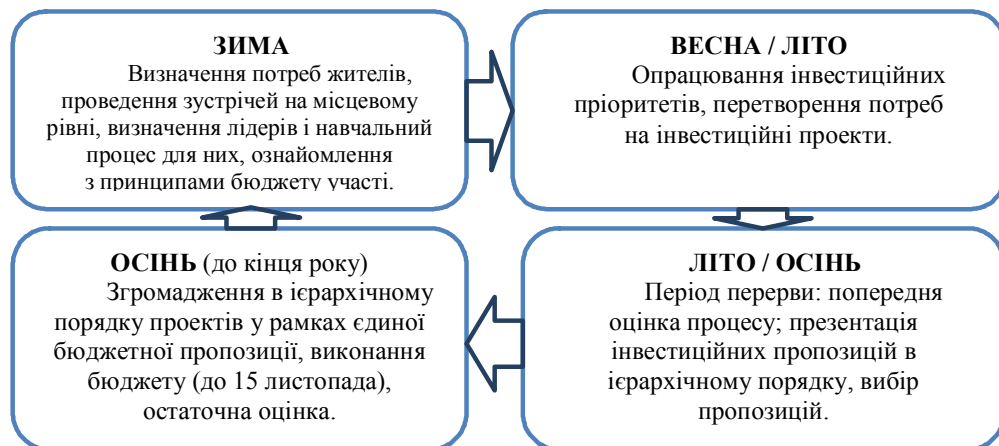 ЗИМА
Визначення потреб жителів,
проведення зустрічей на місцевому
рівні, визначення лідерів і навчальний
процес для них, ознайомлення
з принципами бюджету участі.
ВЕСНА / ЛІТО
Опрацювання інвестиційних
пріоритетів, перетворення потреб
на інвестиційні проекти.
ЛІТО / ОСІНЬ
Період перерви: попередня
оцінка процесу; презентація
інвестиційних пропозицій в
ієрархічному порядку, вибір
пропозицій.
ОСІНЬ (до кінця року)
Згромадження в ієрархічному
порядку проектів у рамках єдиної
бюджетної пропозиції, виконання
бюджету (до 15 листопада),
остаточна оцінка.